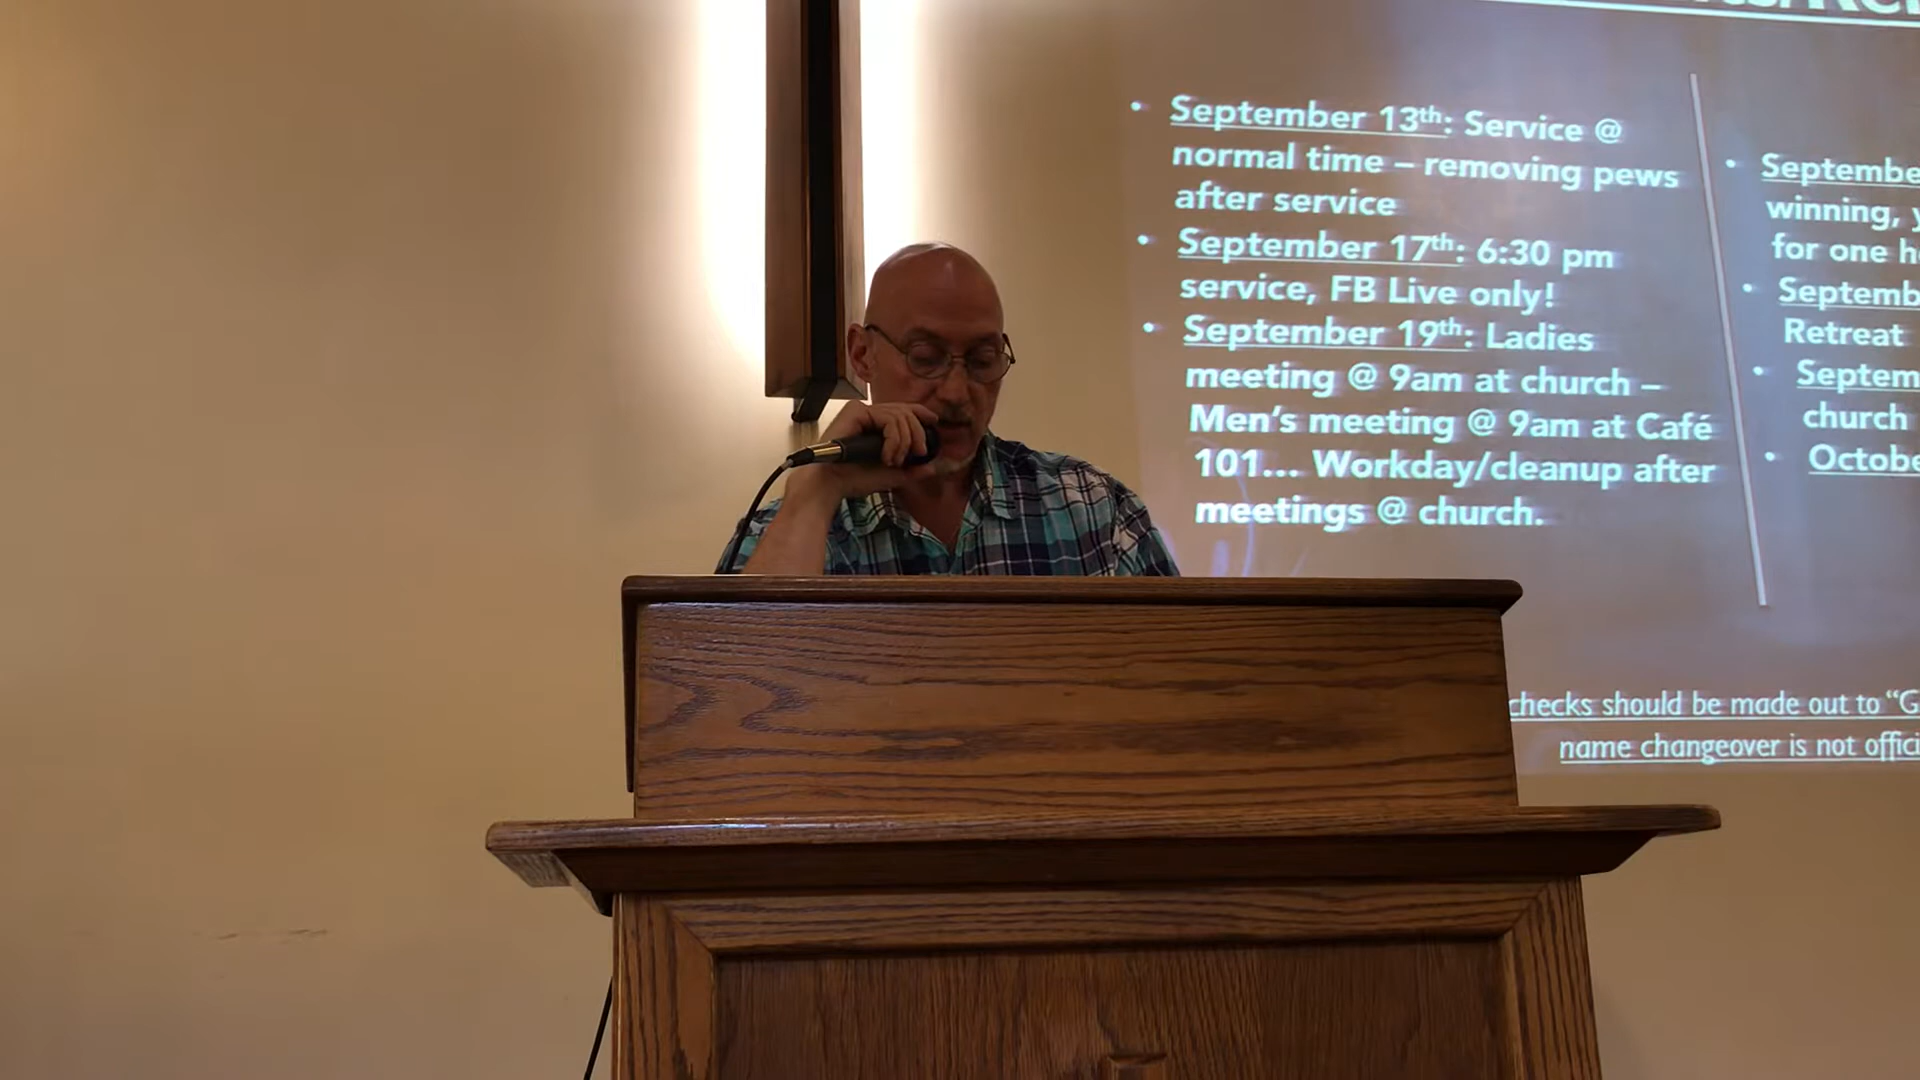 • September 13th: Service @
normal time – removing pews
after service
• September 17th: 6:30 pm
service, FB Live only!
• September 19th: Ladies
meeting @ 9am at church –
Men's meeting @ 9am at Café
101... Workday/cleanup after
meetings @ church.
• Septembe
winning, y
for one h
• Septemb
Retreat
• Septem
church
• Octobe
checks should be made out to “G
name changeover is not offici